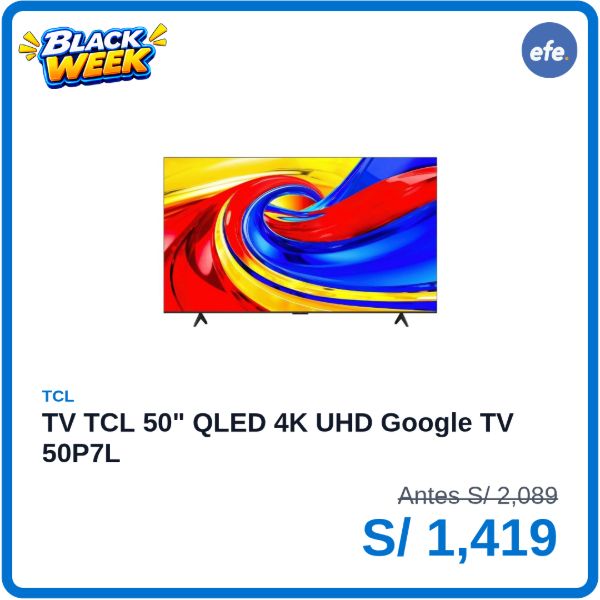 BLACK
WEEK
efe.
TCL
TV TCL 50" QLED 4K UHD Google TV
50P7L
Antes S/ 2,089
S/ 1,419